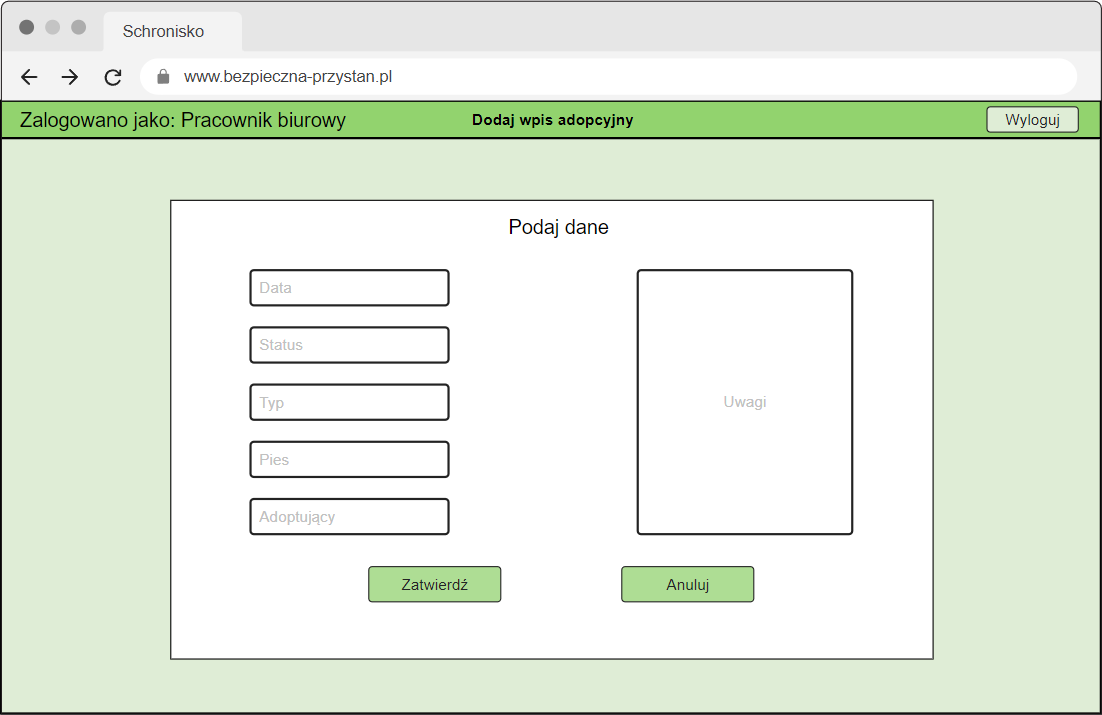 Schronisko
www.bezpieczna-przystan.pl
Zalogowano jako: Pracownik biurowy
Dodaj wpis adopcyjny
Wyloguj
Podaj dane
Data
Status
Typ
Pies
Adoptujący
Uwagi
Zatwierdź
Anuluj